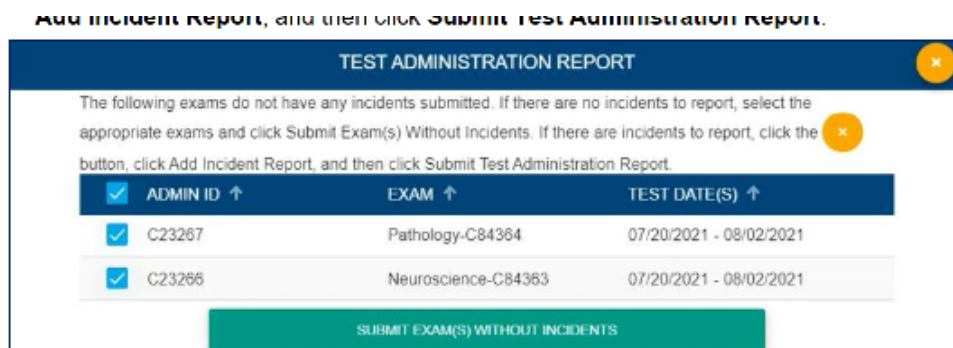 Add Incident Report, and then click Submit Test Administration Report.
TEST ADMINISTRATION REPORT
The following exams do not have any incidents submitted. If there are no incidents to report, select the
appropriate exams and click Submit Exam(s) Without Incidents. If there are incidents to report, click the
button, click Add Incident Report, and then click Submit Test Administration Report.
ADMIN ID ↑ EXAM ↑ TEST DATE(S) ↑
C23267 Pathology-C84364 07/20/2021 - 08/02/2021
C23266 Neuroscience-C84363 07/20/2021 - 08/02/2021
SUBMIT EXAM(S) WITHOUT INCIDENTS